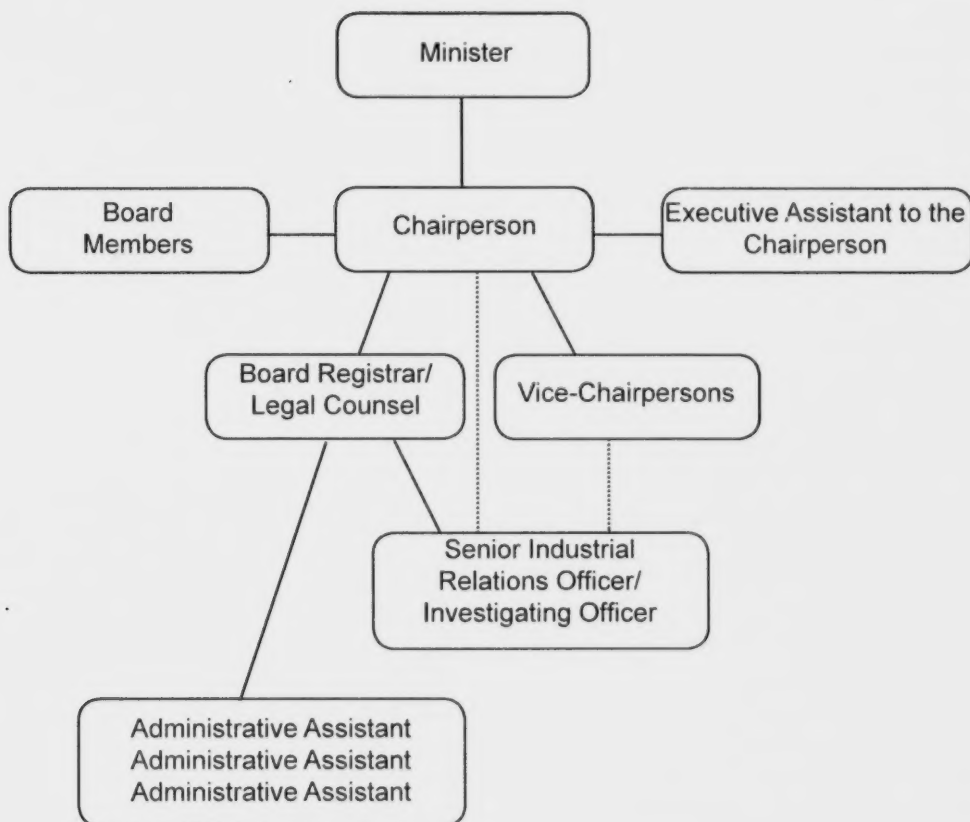 Minister
Board
Members
Chairperson
Executive Assistant to the
Chairperson
Board Registrar/
Legal Counsel
Vice-Chairpersons
Senior Industrial
Relations Officer/
Investigating Officer
Administrative Assistant
Administrative Assistant
Administrative Assistant